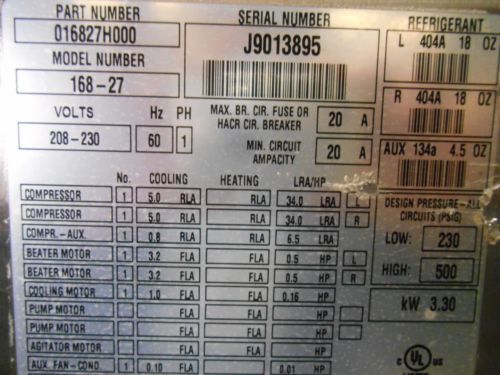 PART NUMBER
016827H000
MODEL NUMBER
168-27
VOLTS Hz PH
208-230 60 1
SERIAL NUMBER
J9013895
MAX. BR. CIR. FUSE OR
HACR CIR. BREAKER 20 A
MIN. CIRCUIT
AMPACITY 20 A
REFRIGERANT
L 404A 18 OZ
R 404A 18 OZ
AUX 134a 4.5 OZ
No. COOLING HEATING LRA/HP
COMPRESSOR 1 5.0 RLA RLA 34.0 LRA L
COMPRESSOR 1 5.0 RLA RLA 34.0 LRA R
COMPR.-AUX. 1 0.8 RLA 6.5 LRA
BEATER MOTOR 1 3.2 FLA FLA 0.5 HP L
BEATER MOTOR 1 3.2 FLA FLA 0.5 HP R
COOLING MOTOR 1 1.0 FLA FLA 0.16 HP
PUMP MOTOR FLA FLA HP
PUMP MOTOR FLA FLA HP
AGITATOR MOTOR FLA FLA HP
AUX. FAN-COND. 1 0.10 FLA 0.01 HP
DESIGN PRESSURE-ALL
CIRCUITS (PSIG)
LOW: 230
HIGH: 500
kW 3.30
C UL US